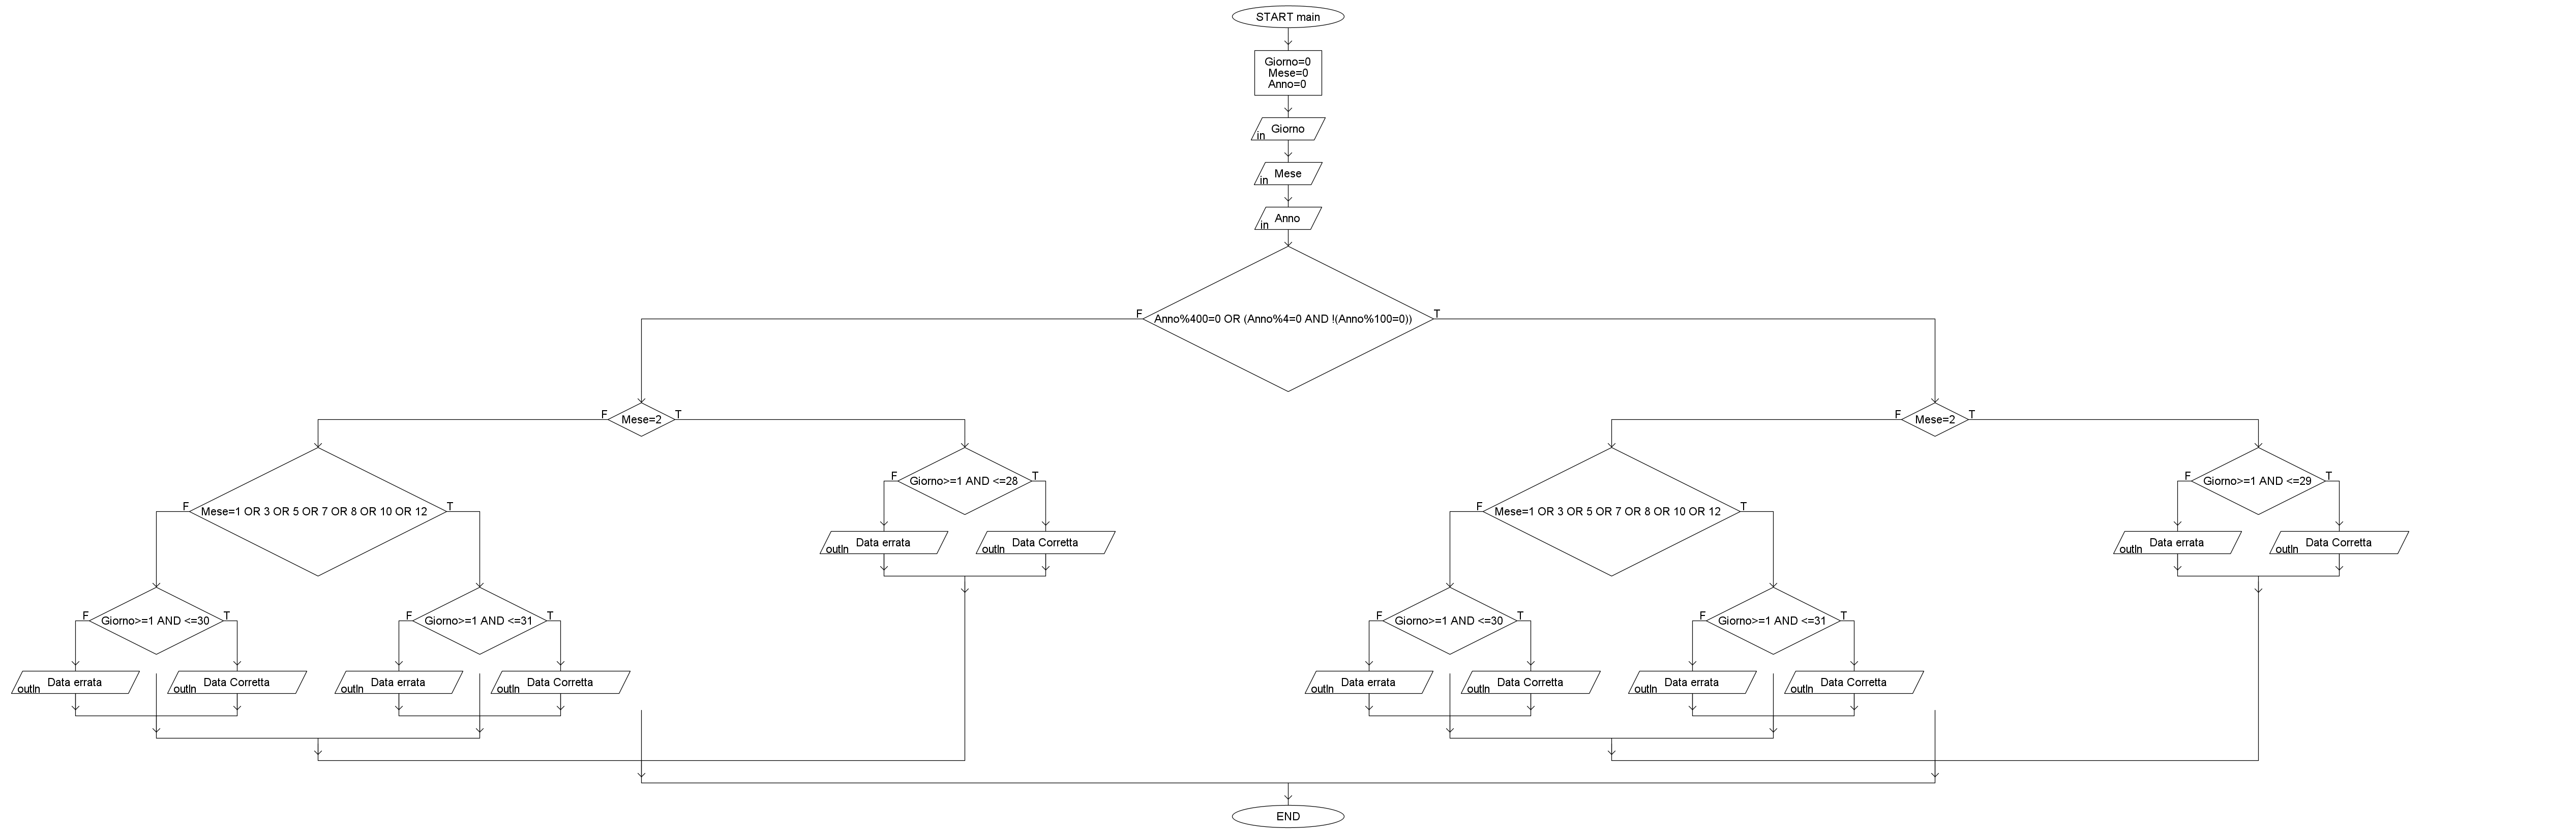 START main
Giorno=0
Mese=0
Anno=0
Giorno
in
Mese
in
Anno
in
F
Anno%400=0 OR (Anno%4=0 AND !(Anno%100=0))
T
F
Mese=2
T
F
Mese=2
T
F
Giorno>=1 AND <=28
T
F
Giorno>=1 AND <=29
T
F
Mese=1 OR 3 OR 5 OR 7 OR 8 OR 10 OR 12
T
F
Mese=1 OR 3 OR 5 OR 7 OR 8 OR 10 OR 12
T
Data errata
outln
Data Corretta
outln
Data errata
outln
Data Corretta
outln
F
Giorno>=1 AND <=30
T
F
Giorno>=1 AND <=31
T
F
Giorno>=1 AND <=30
T
F
Giorno>=1 AND <=31
T
Data errata
outln
Data Corretta
outln
Data errata
outln
Data Corretta
outln
Data errata
outln
Data Corretta
outln
Data errata
outln
Data Corretta
outln
END